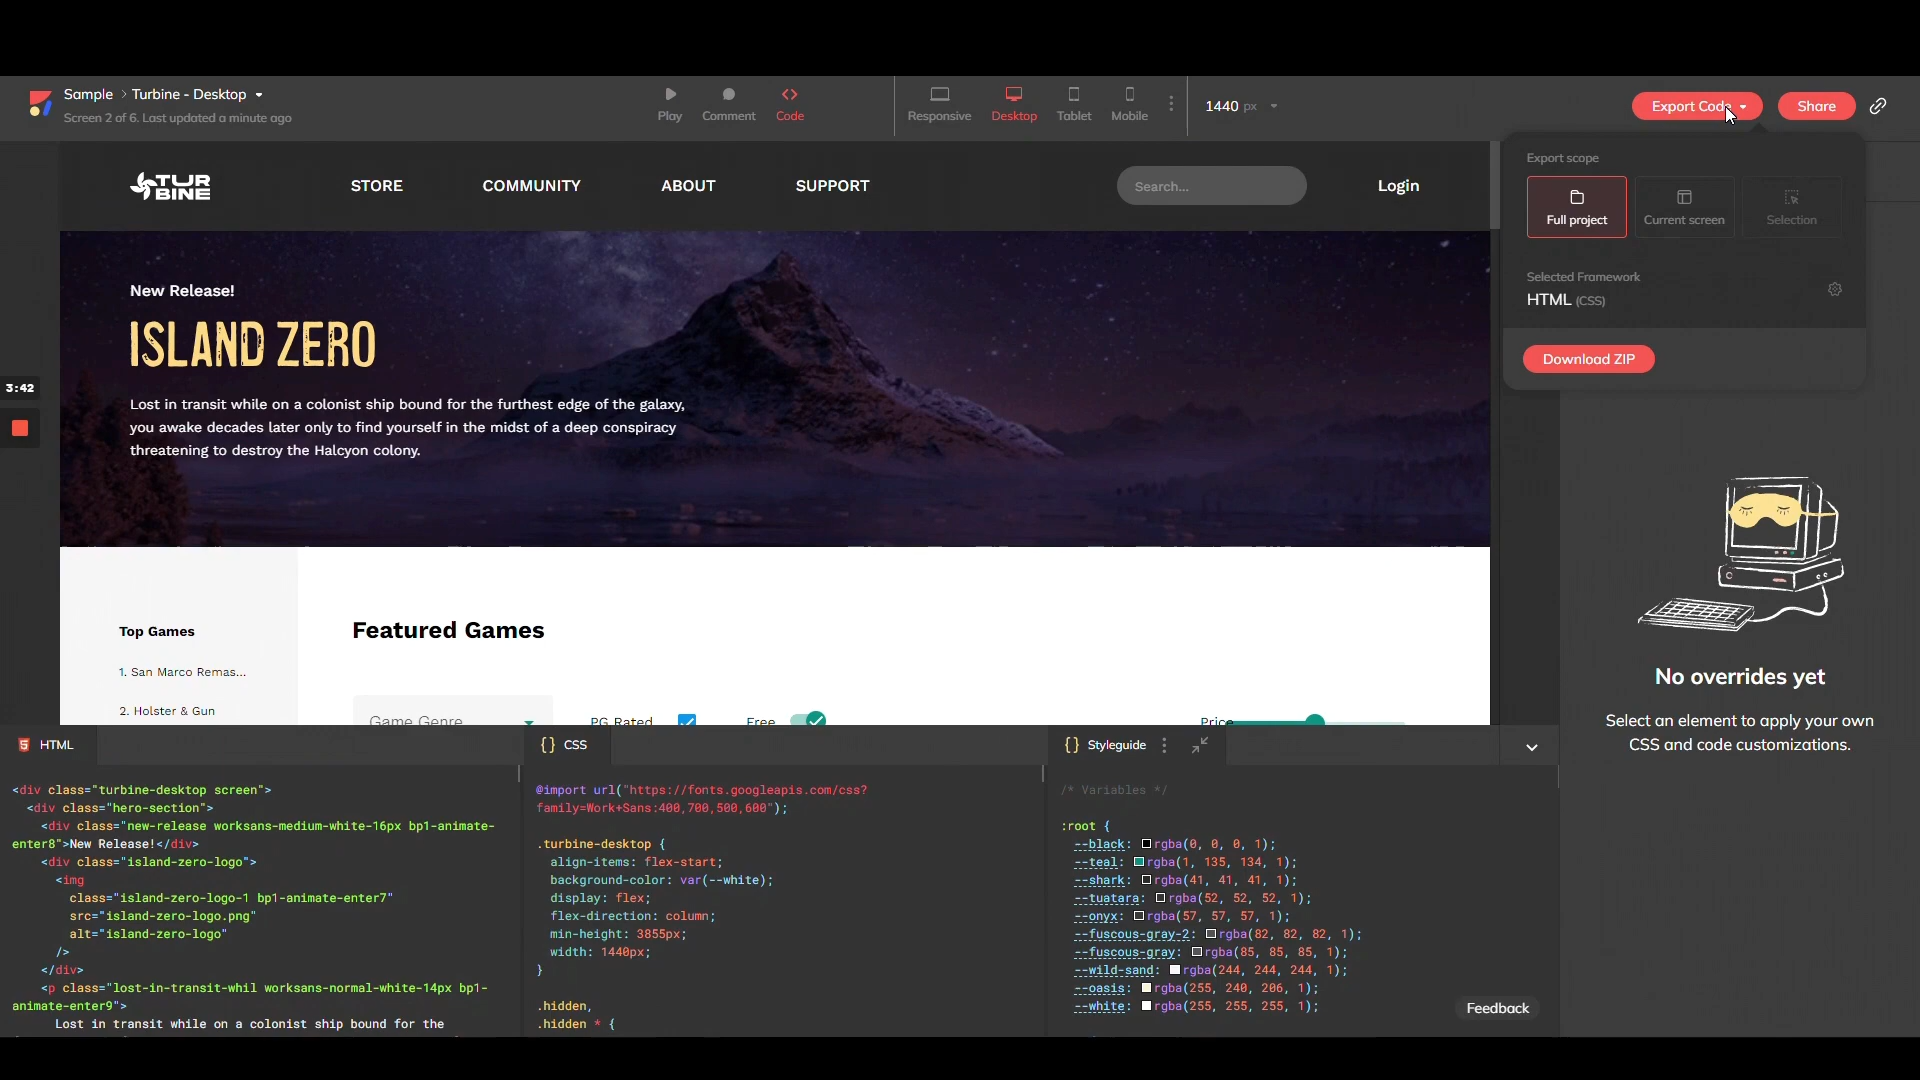 Sample > Turbine - Desktop
Screen 2 of 6. Last updated a minute ago
Play
Comment
Code
Responsive
Desktop
Tablet
Mobile
1440 px
Export Code
Share
Export scope
Full project
Current screen
Selection
Selected Framework
HTML (CSS)
Download ZIP
TUR
BINE
STORE
COMMUNITY
ABOUT
SUPPORT
Search...
Login
New Release!
ISLAND ZERO
Lost in transit while on a colonist ship bound for the furthest edge of the galaxy,
you awake decades later only to find yourself in the midst of a deep conspiracy
threatening to destroy the Halcyon colony.
3:42
Top Games
1. San Marco Remas...
2. Holster & Gun
Featured Games
Game Genre
PG Rated
Free
Price
No overrides yet
Select an element to apply your own
CSS and code customizations.
HTML
<div class="turbine-desktop screen">
<div class="hero-section">
<div class="new-release worksans-medium-white-16px bp1-animate-
enter8">New Release!</div>
<div class="island-zero-logo">
<img
class="island-zero-logo-1 bp1-animate-enter7"
src="island-zero-logo.png"
alt="island-zero-logo"
/>
</div>
<p class="lost-in-transit-whil worksans-normal-white-14px bp1-
animate-enter9">
Lost in transit while on a colonist ship bound for the
{} CSS
@import url("https://fonts.googleapis.com/css?
family=Work+Sans:400,700,500,600");
.turbine-desktop {
align-items: flex-start;
background-color: var(--white);
display: flex;
flex-direction: column;
min-height: 3855px;
width: 1440px;
}
.hidden,
.hidden * {
{} Styleguide
/* Variables */
:root {
--black: rgba(0, 0, 0, 1);
--teal: rgba(1, 135, 134, 1);
--shark: rgba(41, 41, 41, 1);
--tuatara: rgba(52, 52, 52, 1);
--onyx: rgba(57, 57, 57, 1);
--fuscous-gray-2: rgba(82, 82, 82, 1);
--fuscous-gray: rgba(85, 85, 85, 1);
--wild-sand: rgba(244, 244, 244, 1);
--oasis: rgba(255, 240, 206, 1);
--white: rgba(255, 255, 255, 1);
Feedback